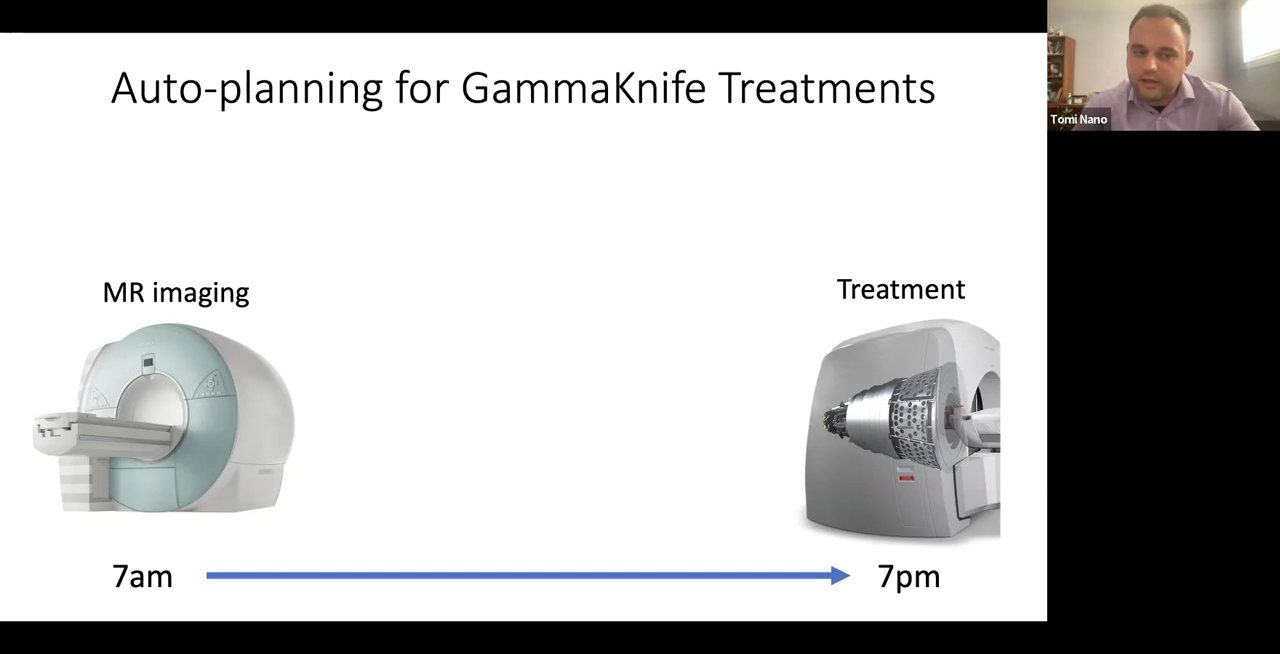 Auto-planning for GammaKnife Treatments
Tomi Nano
MR imaging
Treatment
7am
7pm